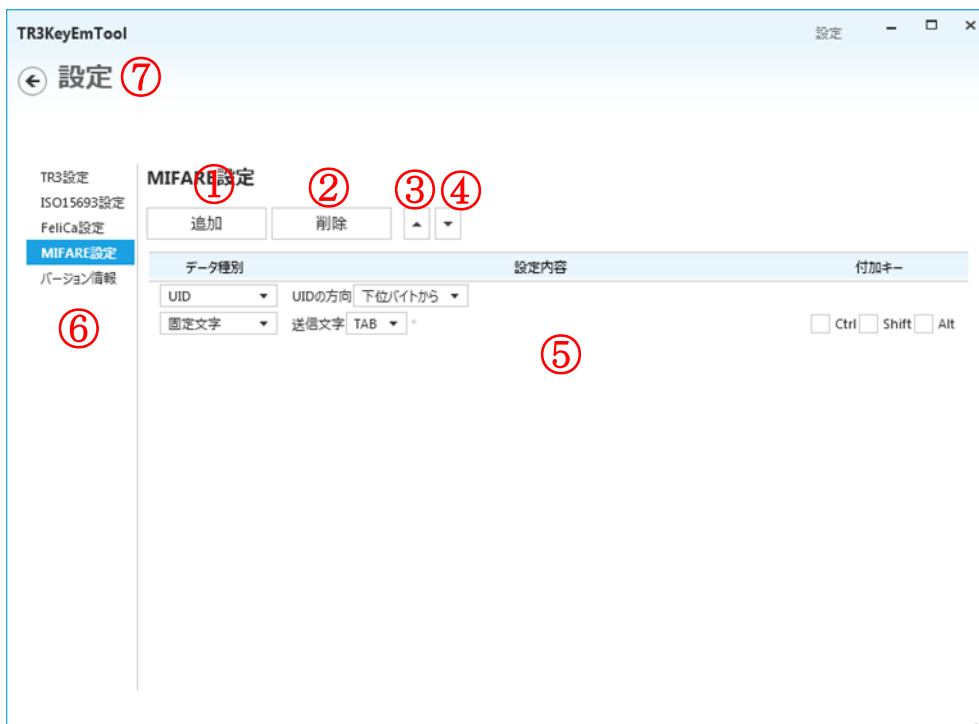 TR3KeyEmTool
設定
設定 ⑦
TR3設定
ISO15693設定
FeliCa設定
MIFARE設定
バージョン情報
⑥
MIFARE設定
① ② ③ ④
追加 削除
データ種別 設定内容 付加キー
UID UIDの方向 下位バイトから
固定文字 送信文字 TAB * Ctrl Shift Alt
⑤